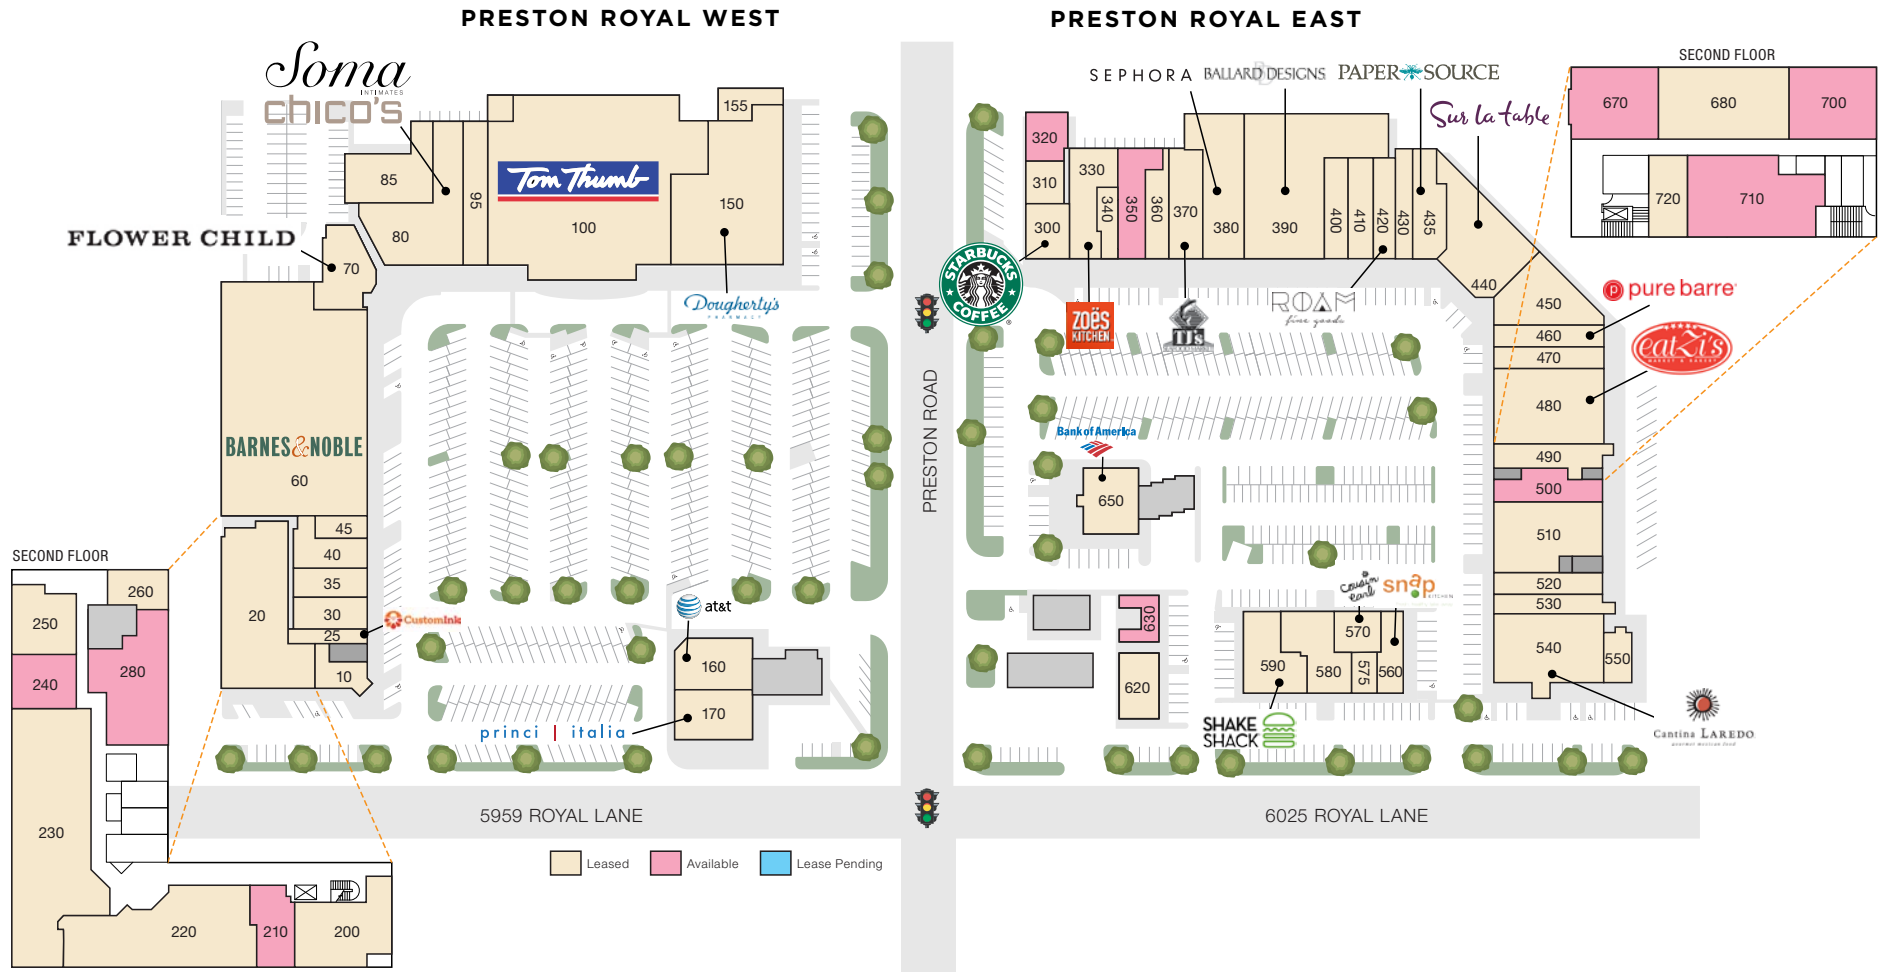 PRESTON ROYAL WEST
PRESTON ROYAL EAST
Soma
INTIMATES
chico's
SEPHORA
BALLARD DESIGNS
PAPER SOURCE
Sur la table
SECOND FLOOR
670
680
700
720
710
FLOWER CHILD
85
80
95
70
Tom Thumb
100
155
150
Dougherty's
PHARMACY
320
310
300
330
340
350
360
370
380
390
400
410
420
430
435
440
450
460
470
480
490
500
510
520
530
540
550
STARBUCKS
COFFEE
ZOËS
KITCHEN
TJ's
ROAM
fine goods
pure barre
eatZi's
MARKET & BAKERY
BARNES&NOBLE
60
45
40
35
30
25
20
10
CustomInk
PRESTON ROAD
Bank of America
650
at&t
160
170
princi | italia
630
620
cousin
earl
snap
KITCHEN
570
590
580
575
560
SHAKE
SHACK
Cantina LAREDO
gourmet mexican food
SECOND FLOOR
260
250
240
280
230
220
210
200
5959 ROYAL LANE
6025 ROYAL LANE
Leased
Available
Lease Pending